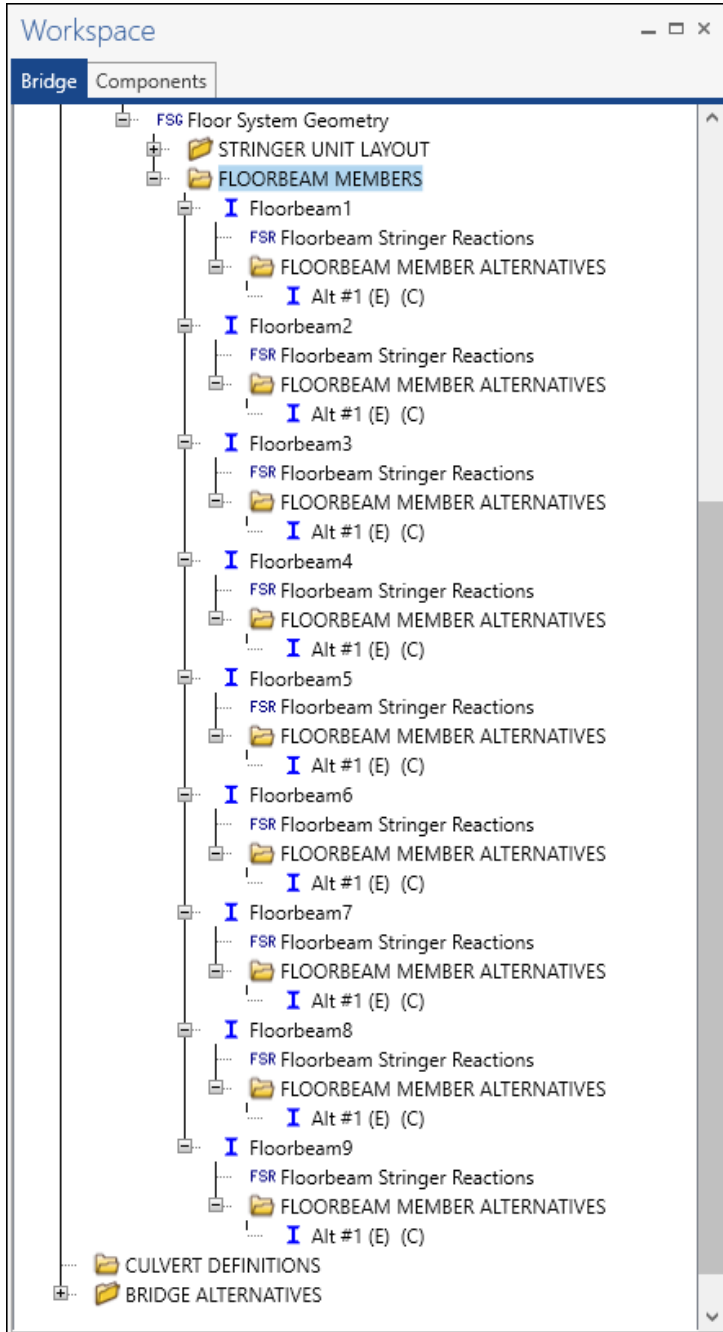 Workspace
Bridge Components
FSG Floor System Geometry
STRINGER UNIT LAYOUT
FLOORBEAM MEMBERS
Floorbeam1
FSR Floorbeam Stringer Reactions
FLOORBEAM MEMBER ALTERNATIVES
Alt #1 (E) (C)
Floorbeam2
FSR Floorbeam Stringer Reactions
FLOORBEAM MEMBER ALTERNATIVES
Alt #1 (E) (C)
Floorbeam3
FSR Floorbeam Stringer Reactions
FLOORBEAM MEMBER ALTERNATIVES
Alt #1 (E) (C)
Floorbeam4
FSR Floorbeam Stringer Reactions
FLOORBEAM MEMBER ALTERNATIVES
Alt #1 (E) (C)
Floorbeam5
FSR Floorbeam Stringer Reactions
FLOORBEAM MEMBER ALTERNATIVES
Alt #1 (E) (C)
Floorbeam6
FSR Floorbeam Stringer Reactions
FLOORBEAM MEMBER ALTERNATIVES
Alt #1 (E) (C)
Floorbeam7
FSR Floorbeam Stringer Reactions
FLOORBEAM MEMBER ALTERNATIVES
Alt #1 (E) (C)
Floorbeam8
FSR Floorbeam Stringer Reactions
FLOORBEAM MEMBER ALTERNATIVES
Alt #1 (E) (C)
Floorbeam9
FSR Floorbeam Stringer Reactions
FLOORBEAM MEMBER ALTERNATIVES
Alt #1 (E) (C)
CULVERT DEFINITIONS
BRIDGE ALTERNATIVES